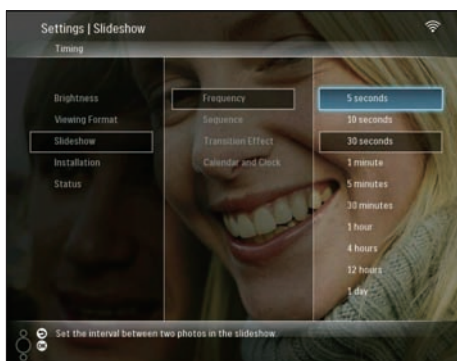 Settings | Slideshow
Timing
Brightness
Viewing Format
Slideshow
Installation
Status
Frequency
Sequence
Transition Effect
Calendar and Clock
5 seconds
10 seconds
30 seconds
1 minute
5 minutes
30 minutes
1 hour
4 hours
12 hours
1 day
Set the interval between two photos in the slideshow.
OK